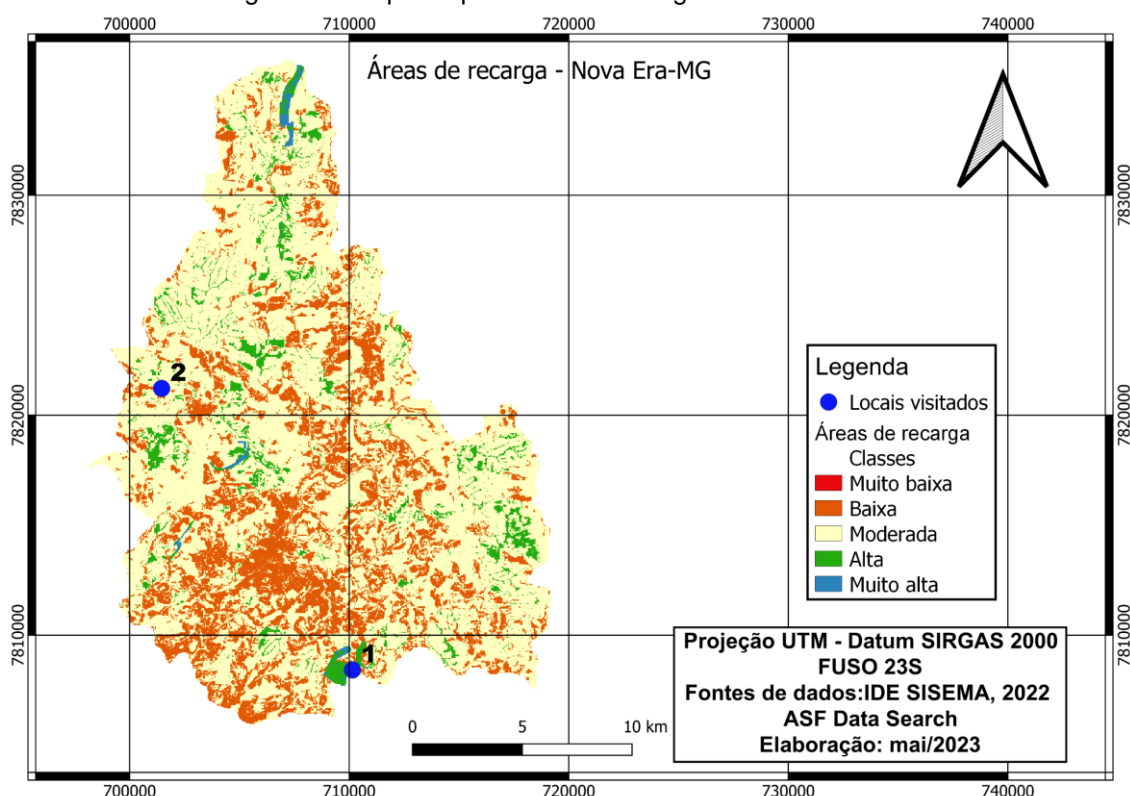 700000 710000 720000 730000 740000
Áreas de recarga - Nova Era-MG
7830000 7830000
2
Legenda
Locais visitados
7820000 7820000
Áreas de recarga
Classes
Muito baixa
Baixa
Moderada
Alta
Muito alta
7810000 7810000
1
Projeção UTM - Datum SIRGAS 2000
FUSO 23S
Fontes de dados:IDE SISEMA, 2022
ASF Data Search
Elaboração: mai/2023
0 5 10 km
700000 710000 720000 730000 740000